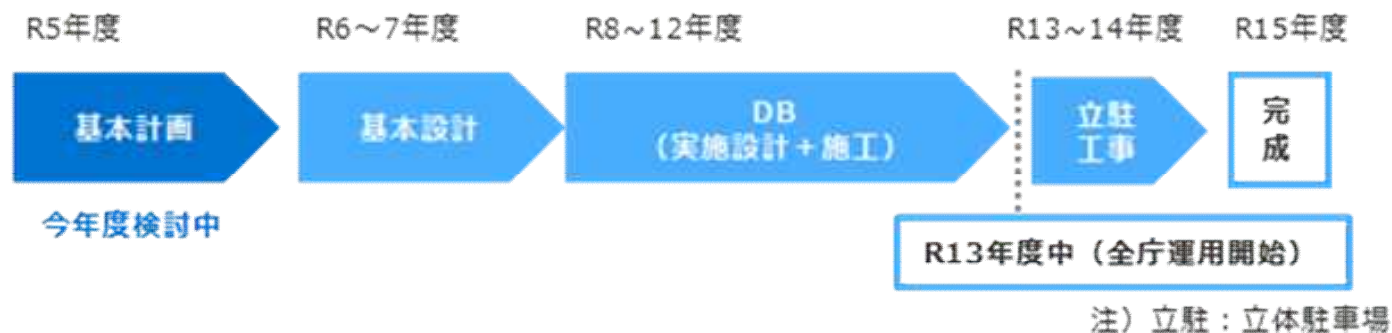 R5年度
R6～7年度
R8～12年度
R13～14年度
R15年度
基本計画
基本設計
DB
（実施設計＋施工）
立駐
工事
完
成
今年度検討中
R13年度中（全庁運用開始）
注）立駐：立体駐車場